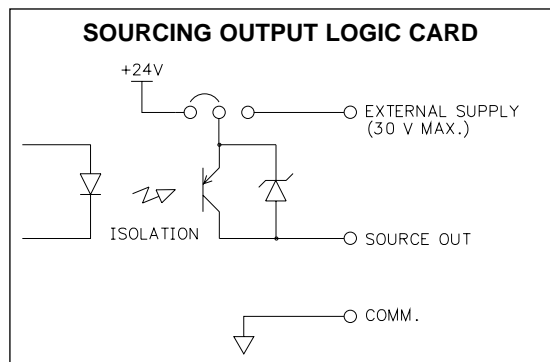 SOURCING OUTPUT LOGIC CARD
+24V
EXTERNAL SUPPLY
(30 V MAX.)
ISOLATION
SOURCE OUT
COMM.